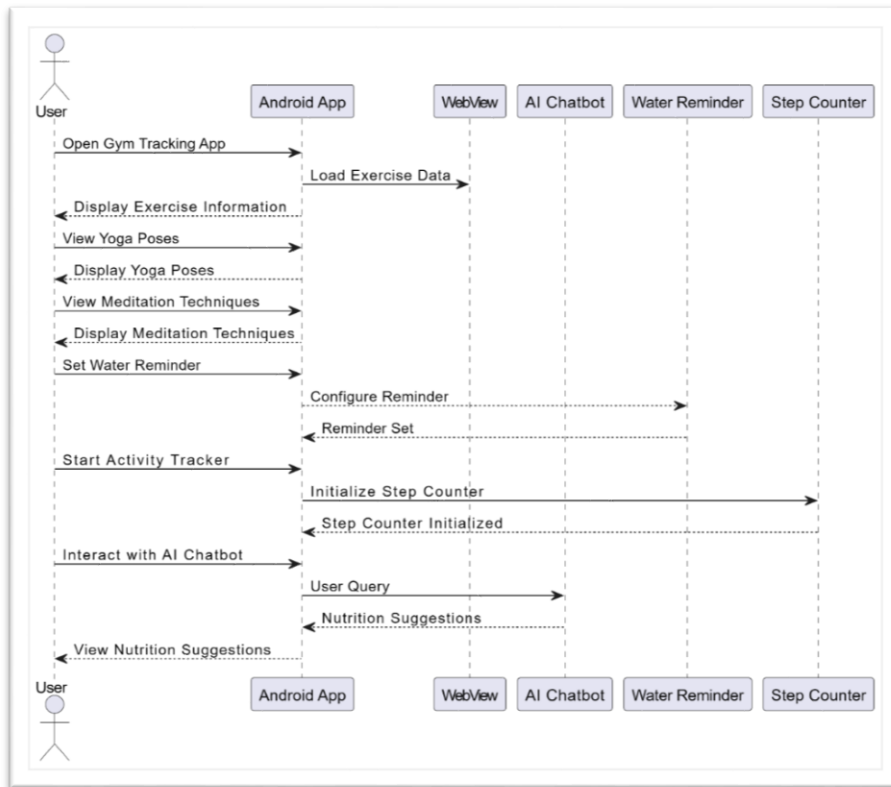 User
Android App
WebView
AI Chatbot
Water Reminder
Step Counter
Open Gym Tracking App
Load Exercise Data
Display Exercise Information
View Yoga Poses
Display Yoga Poses
View Meditation Techniques
Display Meditation Techniques
Set Water Reminder
Configure Reminder
Reminder Set
Start Activity Tracker
Initialize Step Counter
Step Counter Initialized
Interact with AI Chatbot
User Query
Nutrition Suggestions
View Nutrition Suggestions
User
Android App
WebView
AI Chatbot
Water Reminder
Step Counter